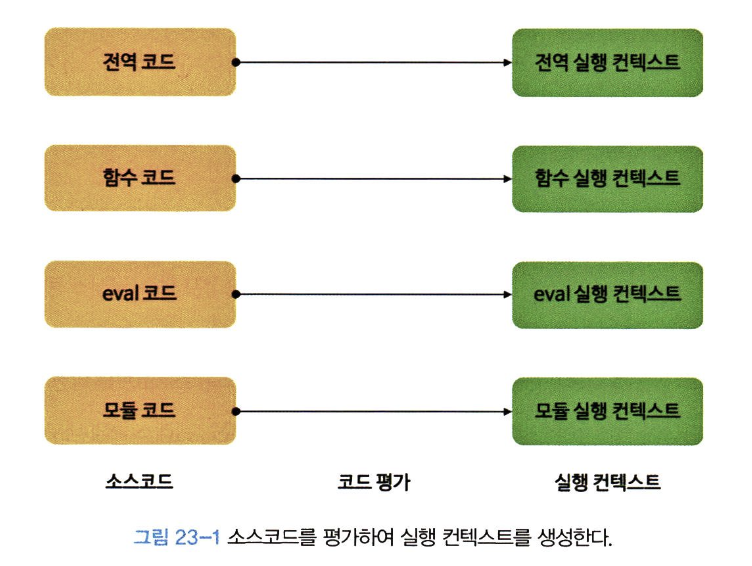 전역 코드
전역 실행 컨텍스트
함수 코드
함수 실행 컨텍스트
eval 코드
eval 실행 컨텍스트
모듈 코드
모듈 실행 컨텍스트
소스코드
코드 평가
실행 컨텍스트
그림 23-1 소스코드를 평가하여 실행 컨텍스트를 생성한다.